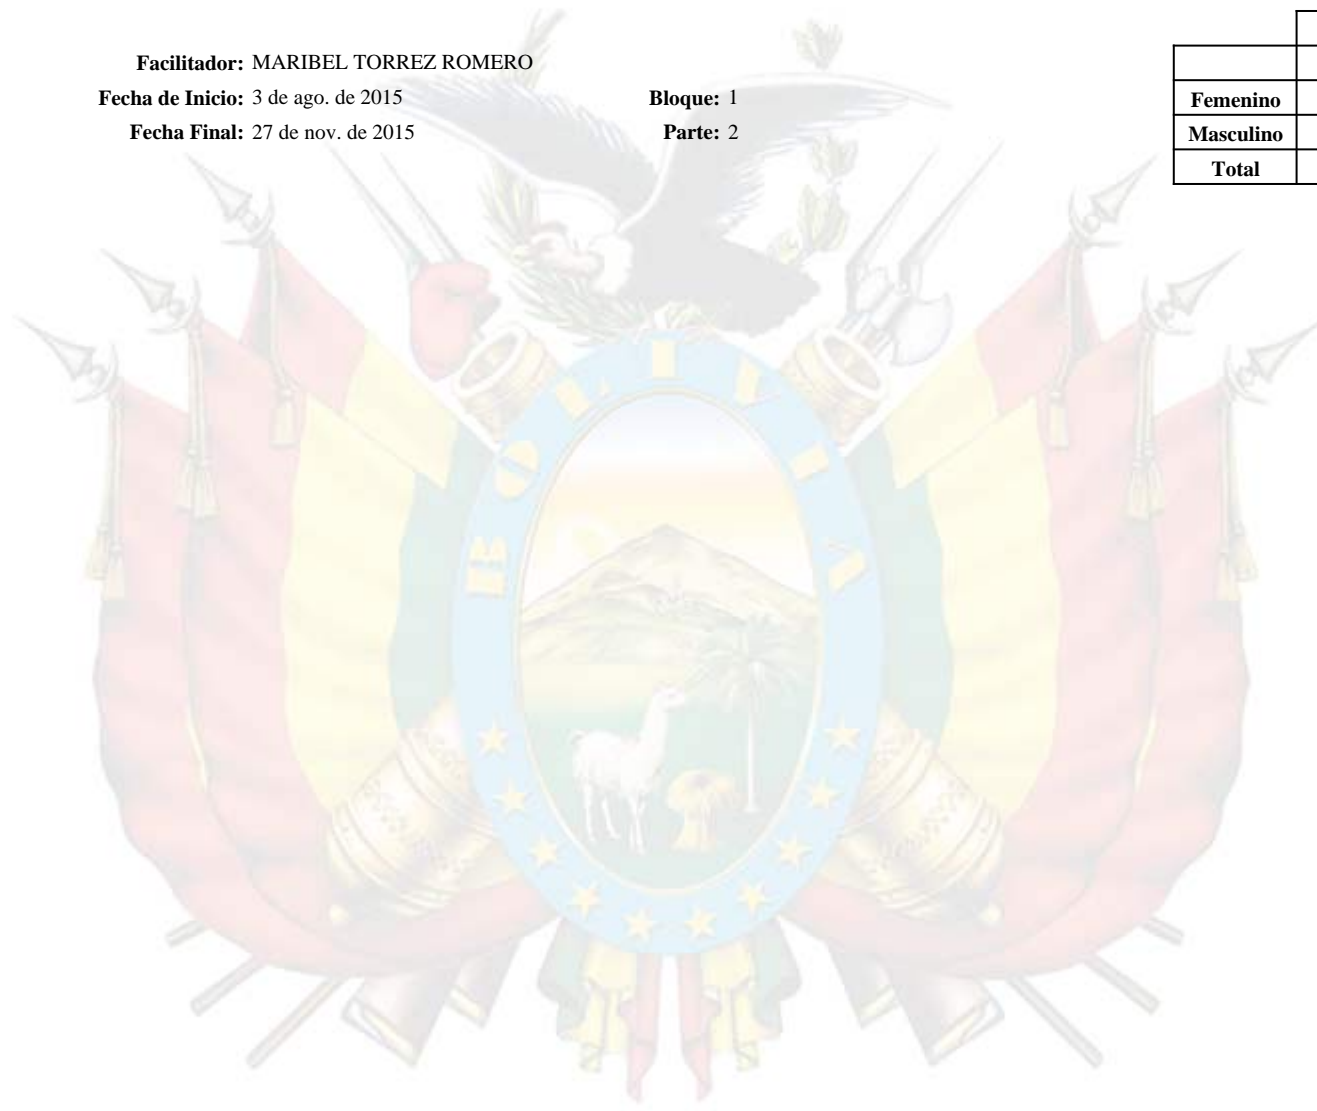 Facilitador: MARIBEL TORREZ ROMERO
Fecha de Inicio: 3 de ago. de 2015 Bloque: 1
Fecha Final: 27 de nov. de 2015 Parte: 2
Femenino
Masculino
Total
BOLIVIA